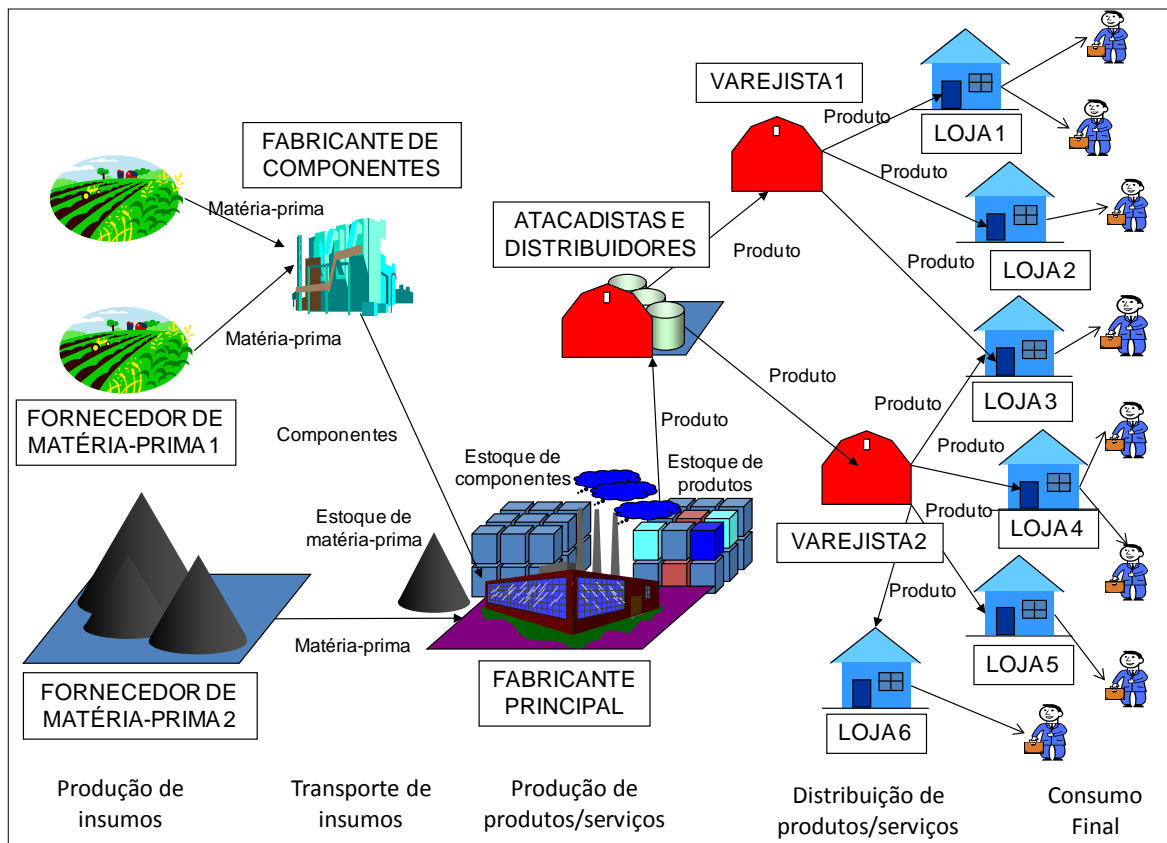 VAREJISTA 1
Produto
LOJA 1
FABRICANTE DE
COMPONENTES
Matéria-prima
Produto
ATACADISTAS E
DISTRIBUIDORES
Produto
Produto
LOJA 2
Matéria-prima
FORNECEDOR DE
MATÉRIA-PRIMA 1
Produto
Produto
LOJA 3
Componentes
Produto
Estoque de
componentes
Estoque de
produtos
Produto
Estoque de
matéria-prima
VAREJISTA 2
Produto
LOJA 4
Matéria-prima
Produto
FORNECEDOR DE
MATÉRIA-PRIMA 2
FABRICANTE
PRINCIPAL
LOJA 5
LOJA 6
Produção de
insumos
Transporte de
insumos
Produção de
produtos/serviços
Distribuição de
produtos/serviços
Consumo
Final